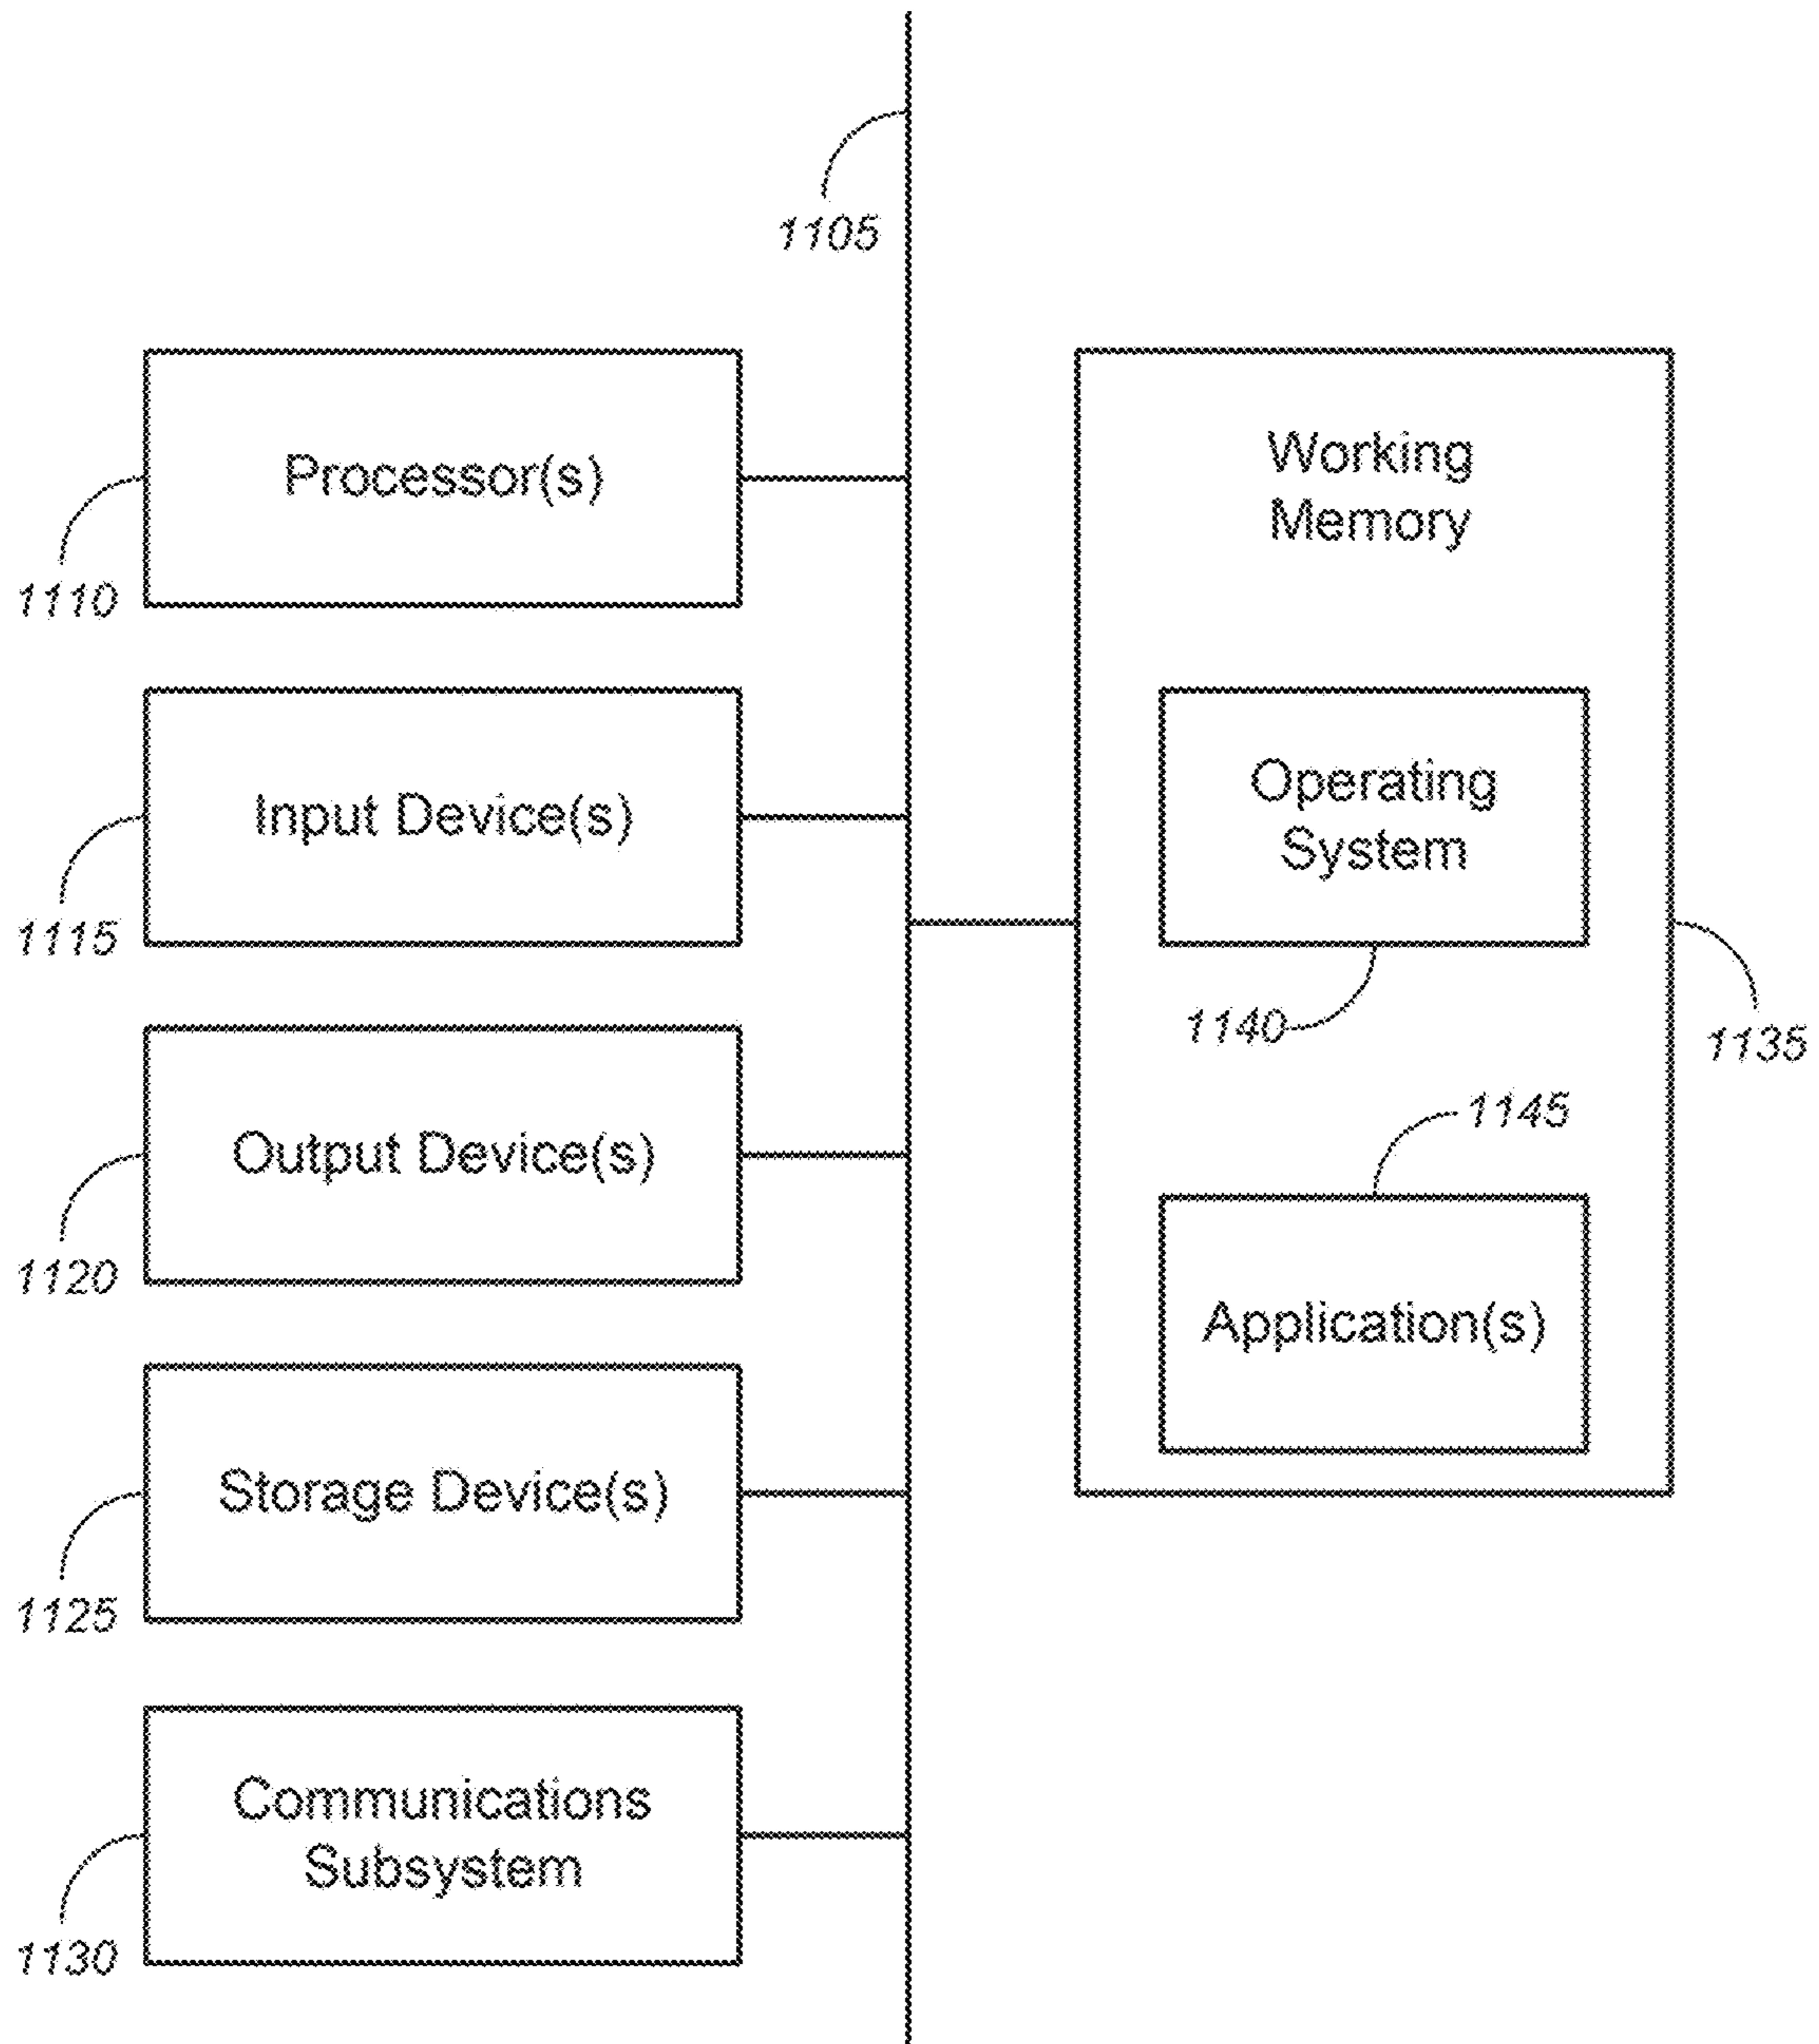 1105
Processor(s)
1110
Input Device(s)
1115
Output Device(s)
1120
Storage Device(s)
1125
Communications
Subsystem
1130
Working
Memory
Operating
System
1140
1135
1145
Application(s)